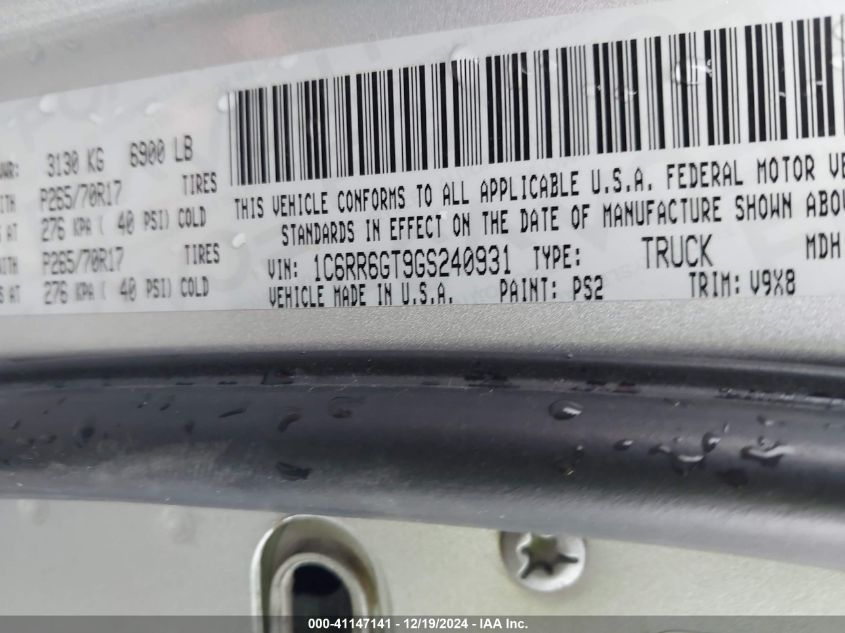 3130 KG 6900 LB
P265/70R17 TIRES
276 KPA ( 40 PSI) COLD
P265/70R17 TIRES
276 KPA ( 40 PSI) COLD
THIS VEHICLE CONFORMS TO ALL APPLICABLE U.S.A. FEDERAL MOTOR
STANDARDS IN EFFECT ON THE DATE OF MANUFACTURE SHOWN
VIN: 1C6RR6GT9GS240931 TYPE: TRUCK MDH
VEHICLE MADE IN U.S.A. PAINT: PS2 TRIM: V9X8
000-41147141 - 12/19/2024 - IAA Inc.